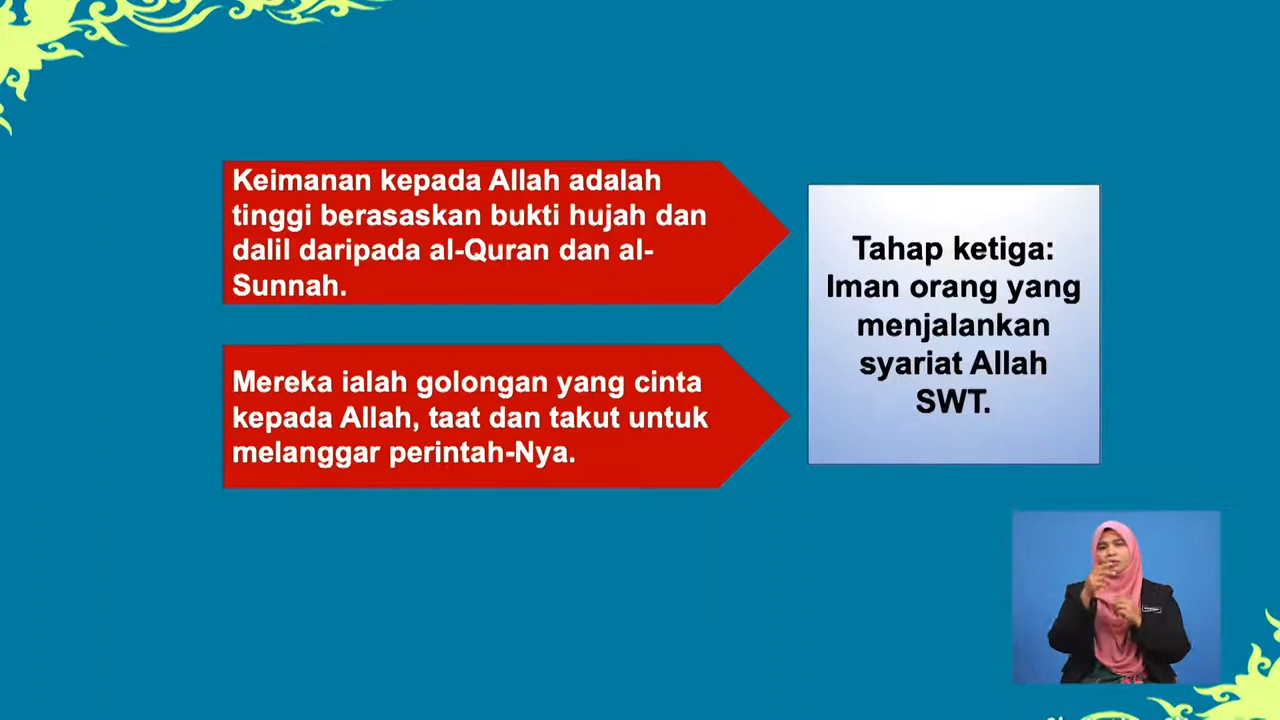 Keimanan kepada Allah adalah
tinggi berasaskan bukti hujah dan
dalil daripada al-Quran dan al-
Sunnah.
Mereka ialah golongan yang cinta
kepada Allah, taat dan takut untuk
melanggar perintah-Nya.
Tahap ketiga:
Iman orang yang
menjalankan
syariat Allah
SWT.